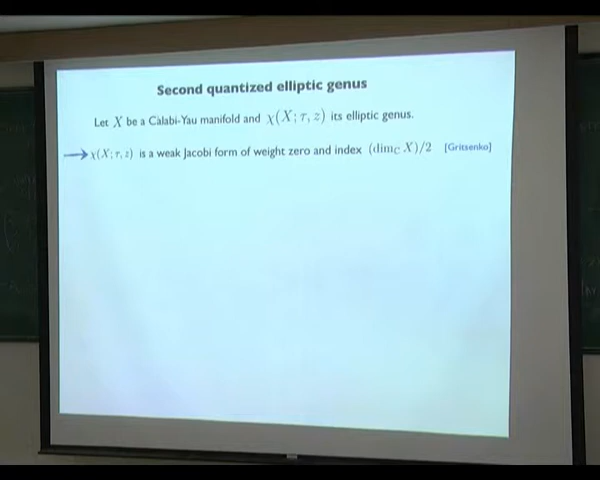 Second quantized elliptic genus
Let X be a Calabi-Yau manifold and χ(X; τ, z) its elliptic genus.
χ(X; τ, z) is a weak Jacobi form of weight zero and index (dim_C X)/2 [Gritsenko]